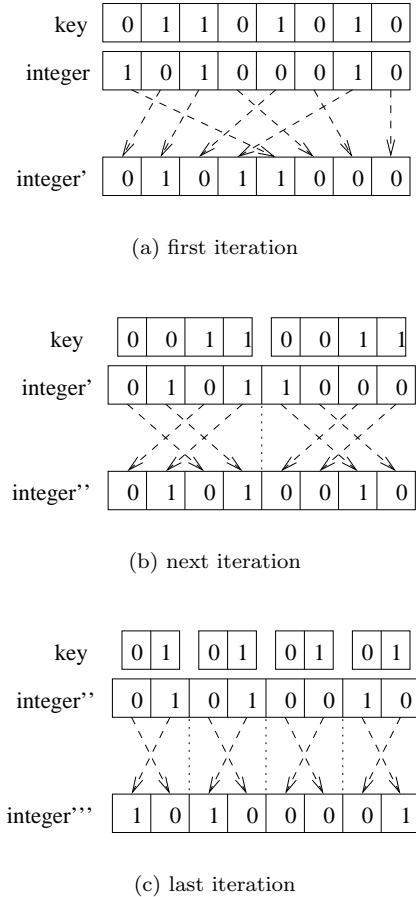 key 0 1 1 0 1 0 1 0
integer 1 0 1 0 0 0 1 0
integer' 0 1 0 1 1 0 0 0
(a) first iteration
key 0 0 1 1 0 0 1 1
integer' 0 1 0 1 1 0 0 0
integer'' 0 1 0 1 0 0 1 0
(b) next iteration
key 0 1 0 1 0 1 0 1
integer'' 0 1 0 1 0 0 1 0
integer''' 1 0 1 0 0 0 0 1
(c) last iteration